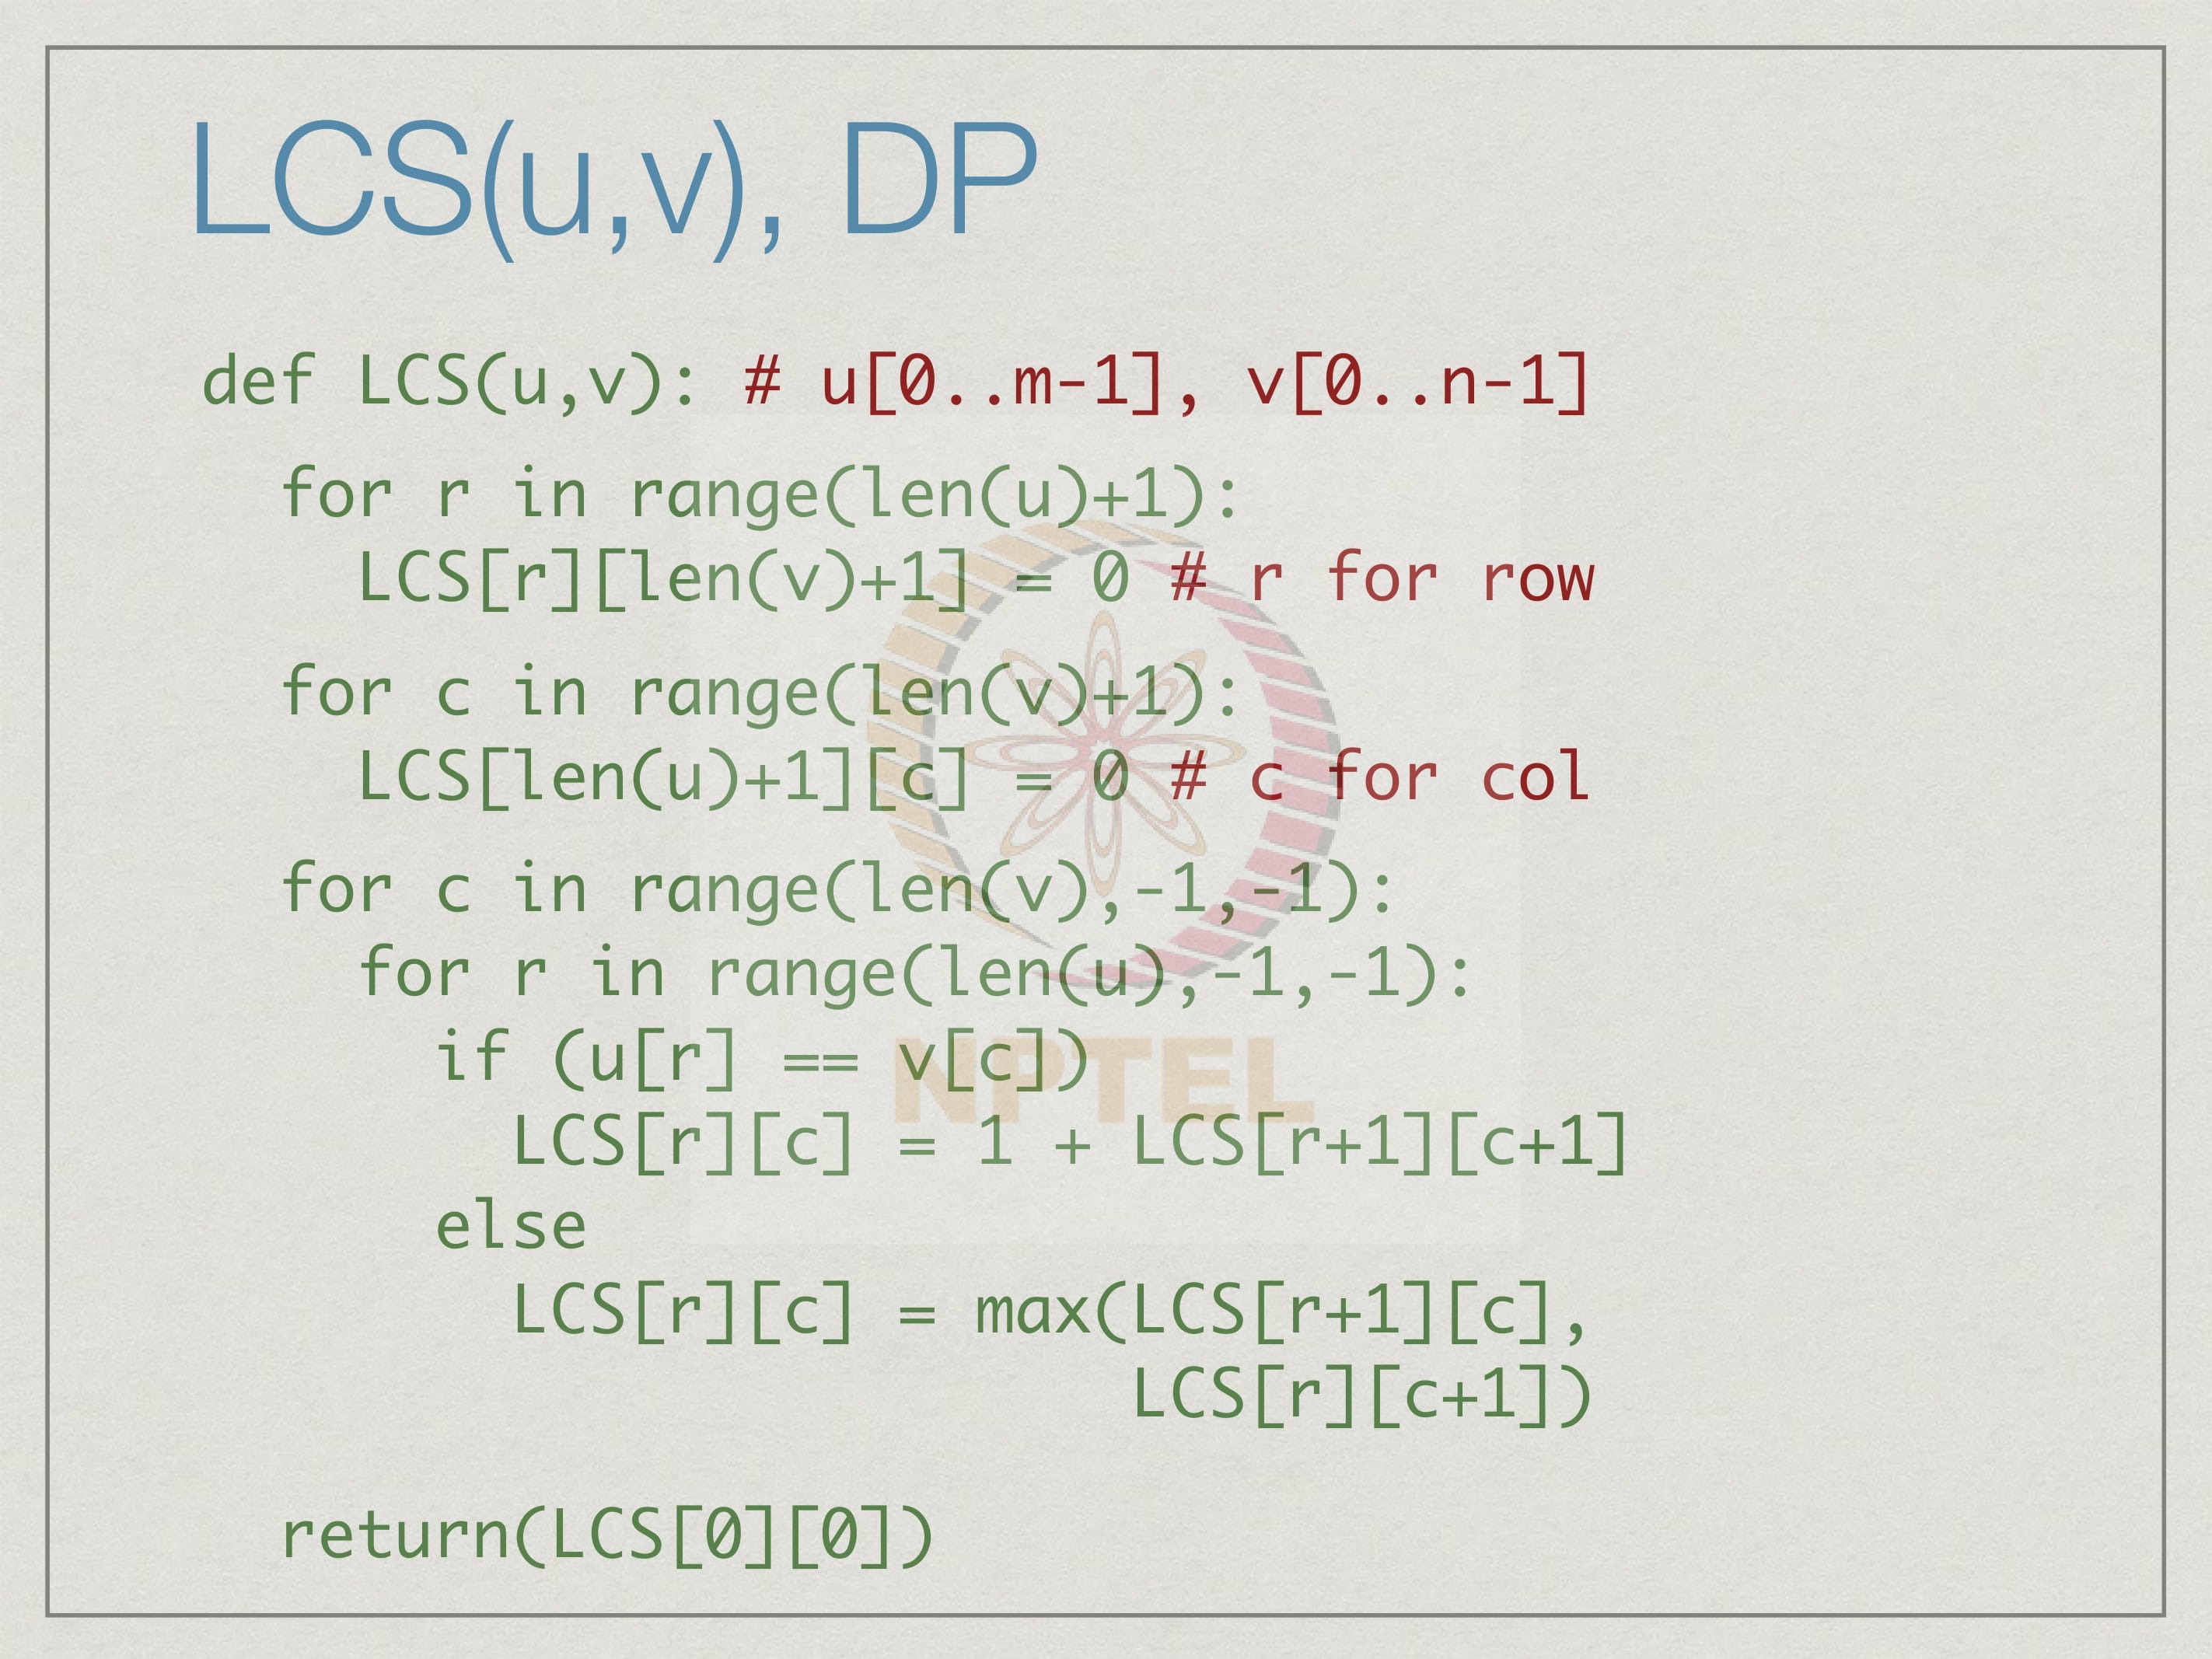 LCS(u,v), DP
def LCS(u,v): # u[0..m-1], v[0..n-1]
for r in range(len(u)+1):
LCS[r][len(v)+1] = 0 # r for row
for c in range(len(v)+1):
LCS[len(u)+1][c] = 0 # c for col
for c in range(len(v),-1,-1):
for r in range(len(u),-1,-1):
if (u[r] == v[c])
LCS[r][c] = 1 + LCS[r+1][c+1]
else
LCS[r][c] = max(LCS[r+1][c],
LCS[r][c+1])
return(LCS[0][0])
NPTEL